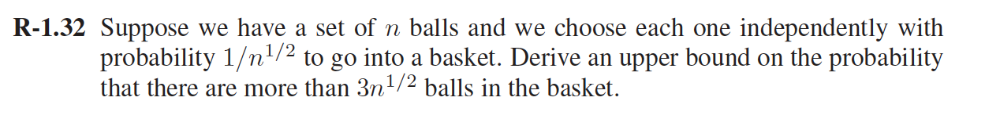 R-1.32 Suppose we have a set of n balls and we choose each one independently with
probability 1/n^{1/2} to go into a basket. Derive an upper bound on the probability
that there are more than 3n^{1/2} balls in the basket.